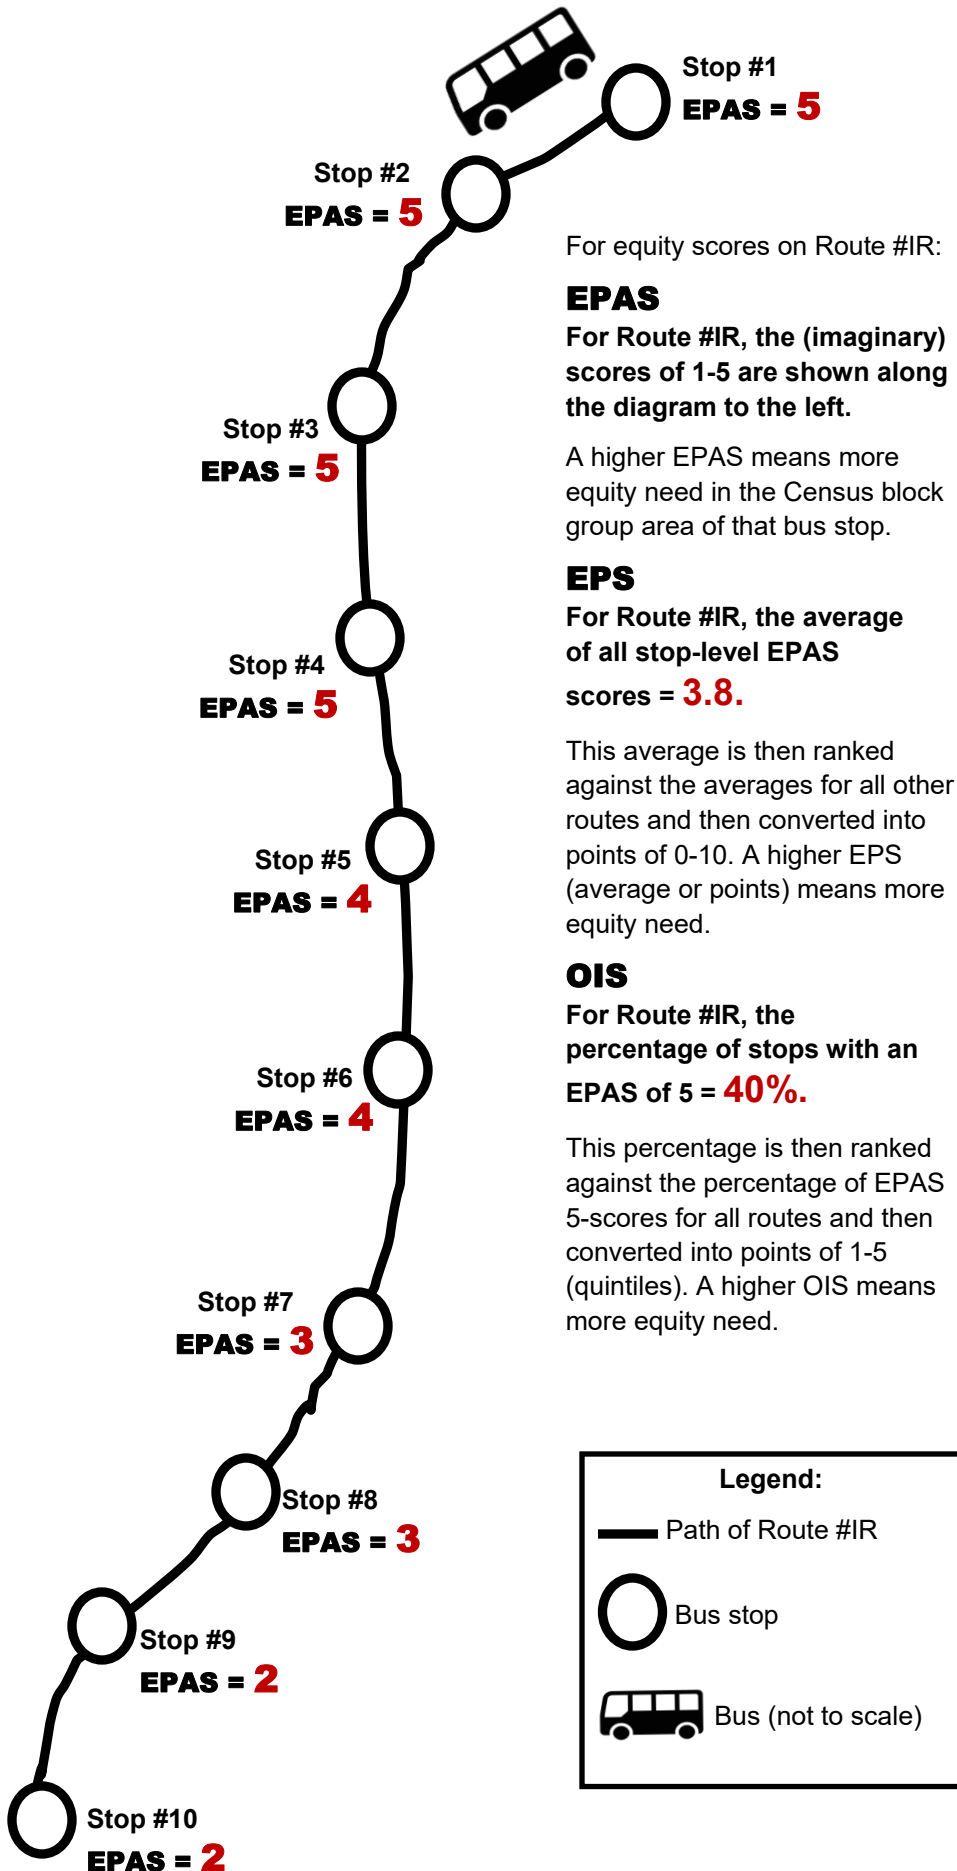 Stop #1
EPAS = 5
Stop #2
EPAS = 5
For equity scores on Route #IR:
EPAS
For Route #IR, the (imaginary)
scores of 1-5 are shown along
the diagram to the left.
Stop #3
EPAS = 5
A higher EPAS means more
equity need in the Census block
group area of that bus stop.
EPS
For Route #IR, the average
of all stop-level EPAS
scores = 3.8.
Stop #4
EPAS = 5
This average is then ranked
against the averages for all other
routes and then converted into
points of 0-10. A higher EPS
(average or points) means more
equity need.
Stop #5
EPAS = 4
OIS
For Route #IR, the
percentage of stops with an
EPAS of 5 = 40%.
Stop #6
EPAS = 4
This percentage is then ranked
against the percentage of EPAS
5-scores for all routes and then
converted into points of 1-5
(quintiles). A higher OIS means
more equity need.
Stop #7
EPAS = 3
Stop #8
EPAS = 3
Stop #9
EPAS = 2
Stop #10
EPAS = 2
Legend:
Path of Route #IR
Bus stop
Bus (not to scale)